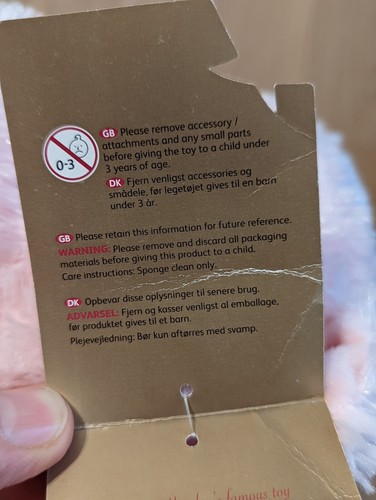 GB Please remove accessory /
attachments and any small parts
before giving the toy to a child under
3 years of age.
0-3
DK Fjern venligst accessories og
smådele, før legetøjet gives til en barn
under 3 år.
GB Please retain this information for future reference.
WARNING: Please remove and discard all packaging
materials before giving this product to a child.
Care instructions: Sponge clean only.
DK Opbevar disse oplysninger til senere brug.
ADVARSEL: Fjern og kasser venligst al emballage,
før produktet gives til et barn.
Plejevejledning: Bør kun aftørres med svamp.
famous toy